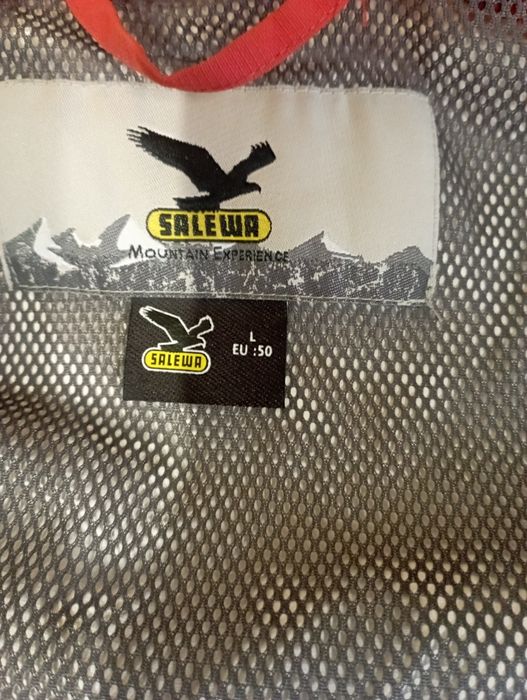 SALEWA
MOUNTAIN EXPERIENCE
SALEWA
L
EU :50